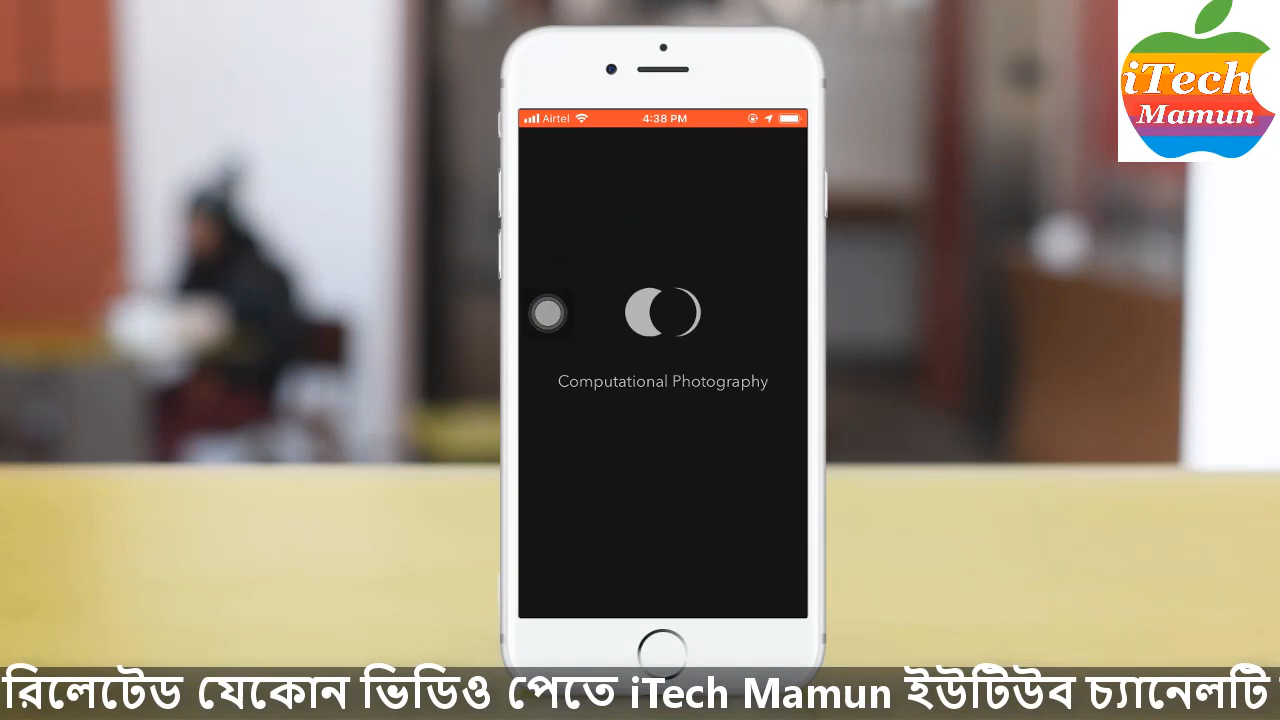 iTech
Mamun
Airtel
4:38 PM
Computational Photography
রিলেটেড যেকোন ভিডিও পেতে iTech Mamun ইউটিউব চ্যানেলটি